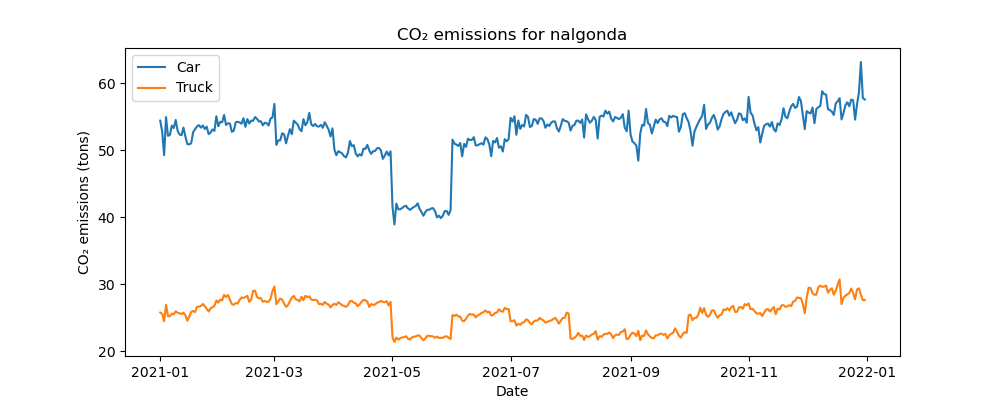 CO₂ emissions for nalgonda
Car
Truck
CO₂ emissions (tons)
60
50
40
30
20
2021-01 2021-03 2021-05 2021-07 2021-09 2021-11 2022-01
Date